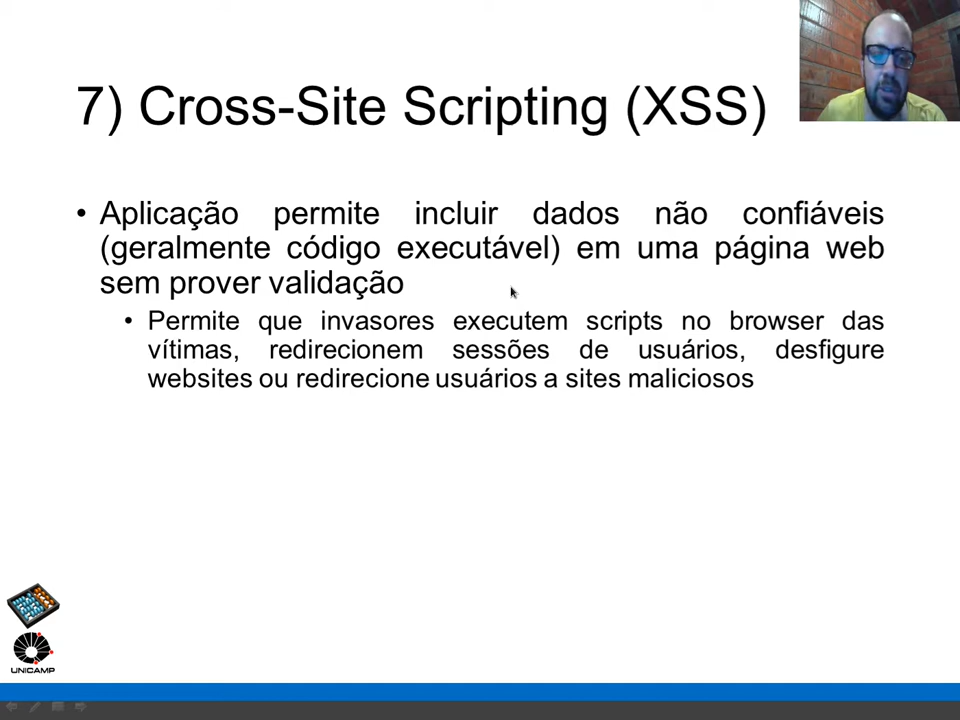 7) Cross-Site Scripting (XSS)
• Aplicação permite incluir dados não confiáveis
(geralmente código executável) em uma página web
sem prover validação
• Permite que invasores executem scripts no browser das
vítimas, redirecionem sessões de usuários, desfigure
websites ou redirecione usuários a sites maliciosos
UNICAMP